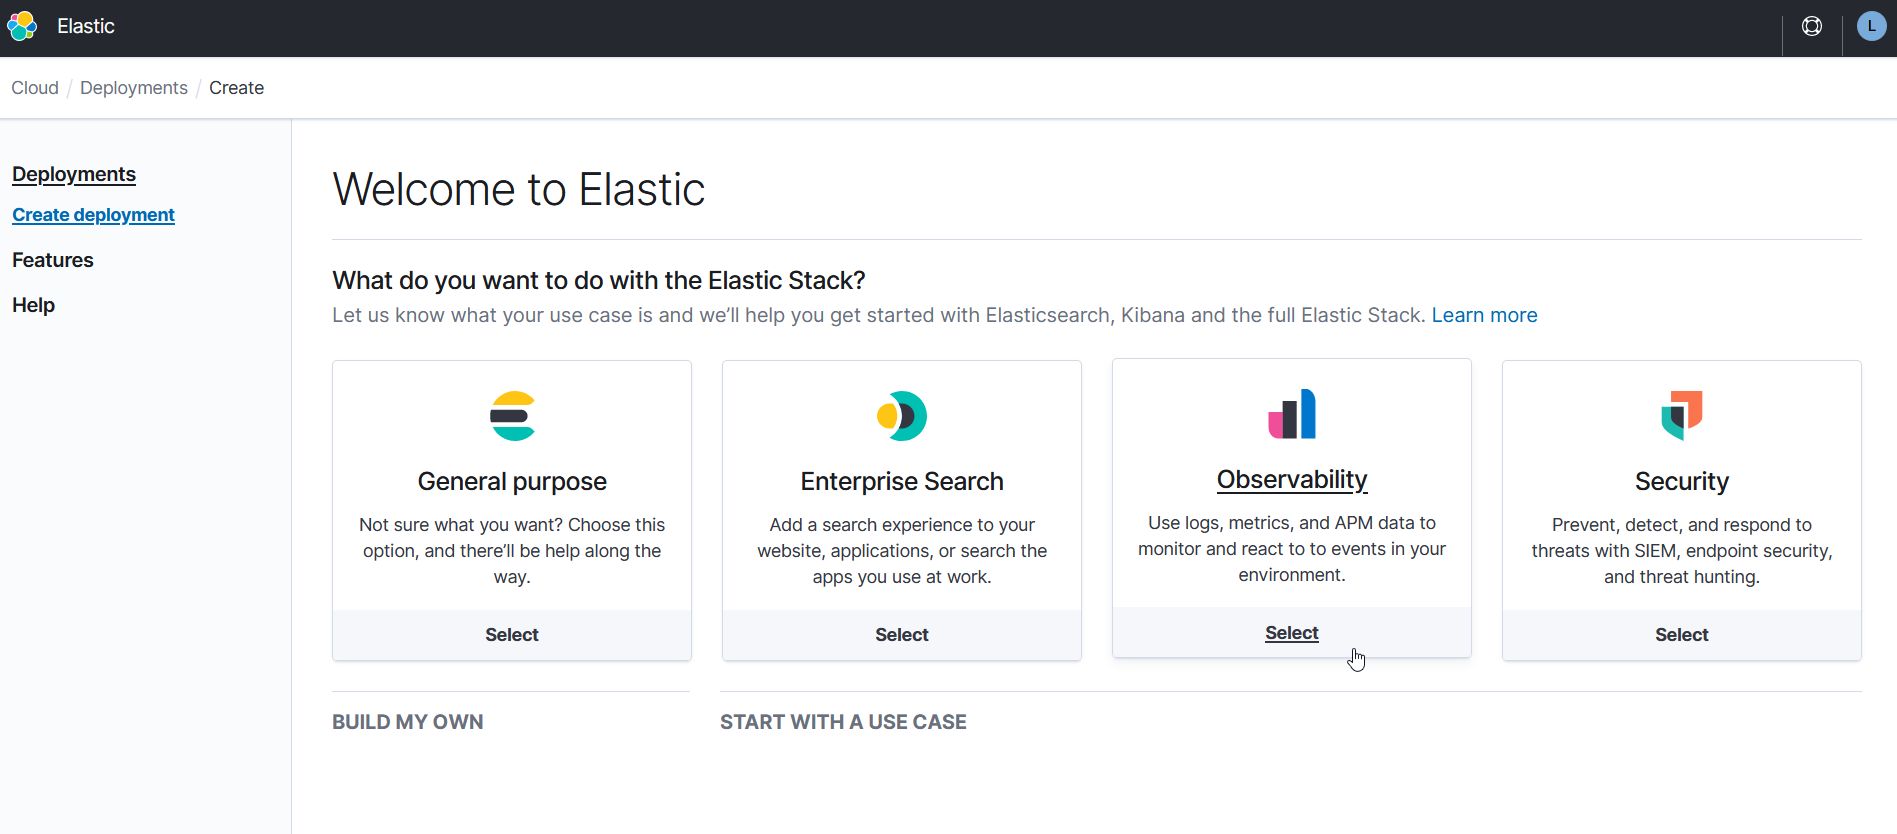 Elastic
L
Cloud / Deployments / Create
Deployments
Create deployment
Features
Help
Welcome to Elastic
What do you want to do with the Elastic Stack?
Let us know what your use case is and we'll help you get started with Elasticsearch, Kibana and the full Elastic Stack. Learn more
General purpose
Not sure what you want? Choose this
option, and there'll be help along the
way.
Select
Enterprise Search
Add a search experience to your
website, applications, or search the
apps you use at work.
Select
Observability
Use logs, metrics, and APM data to
monitor and react to to events in your
environment.
Select
Security
Prevent, detect, and respond to
threats with SIEM, endpoint security,
and threat hunting.
Select
BUILD MY OWN
START WITH A USE CASE